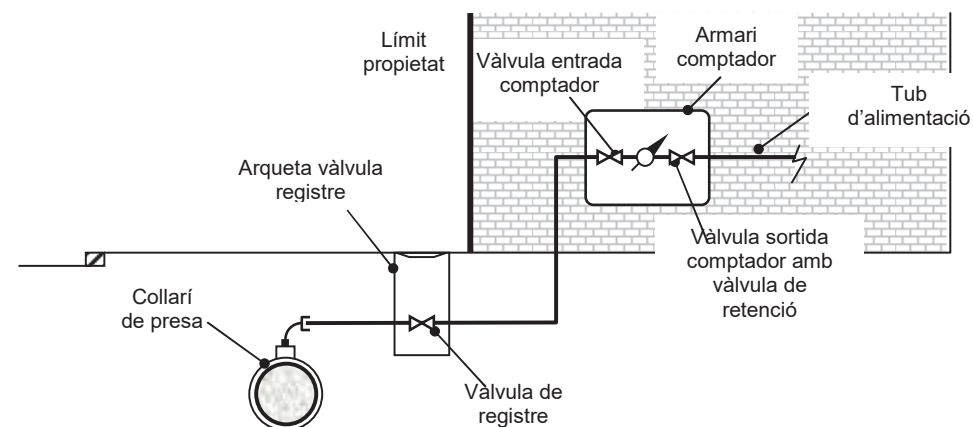 Límit
propietat
Vàlvula entrada
comptador
Armari
comptador
Tub
d’alimentació
Arqueta vàlvula
registre
Vàlvula sortida
comptador amb
vàlvula de
retenció
Collarí
de presa
Vàlvula de
registre